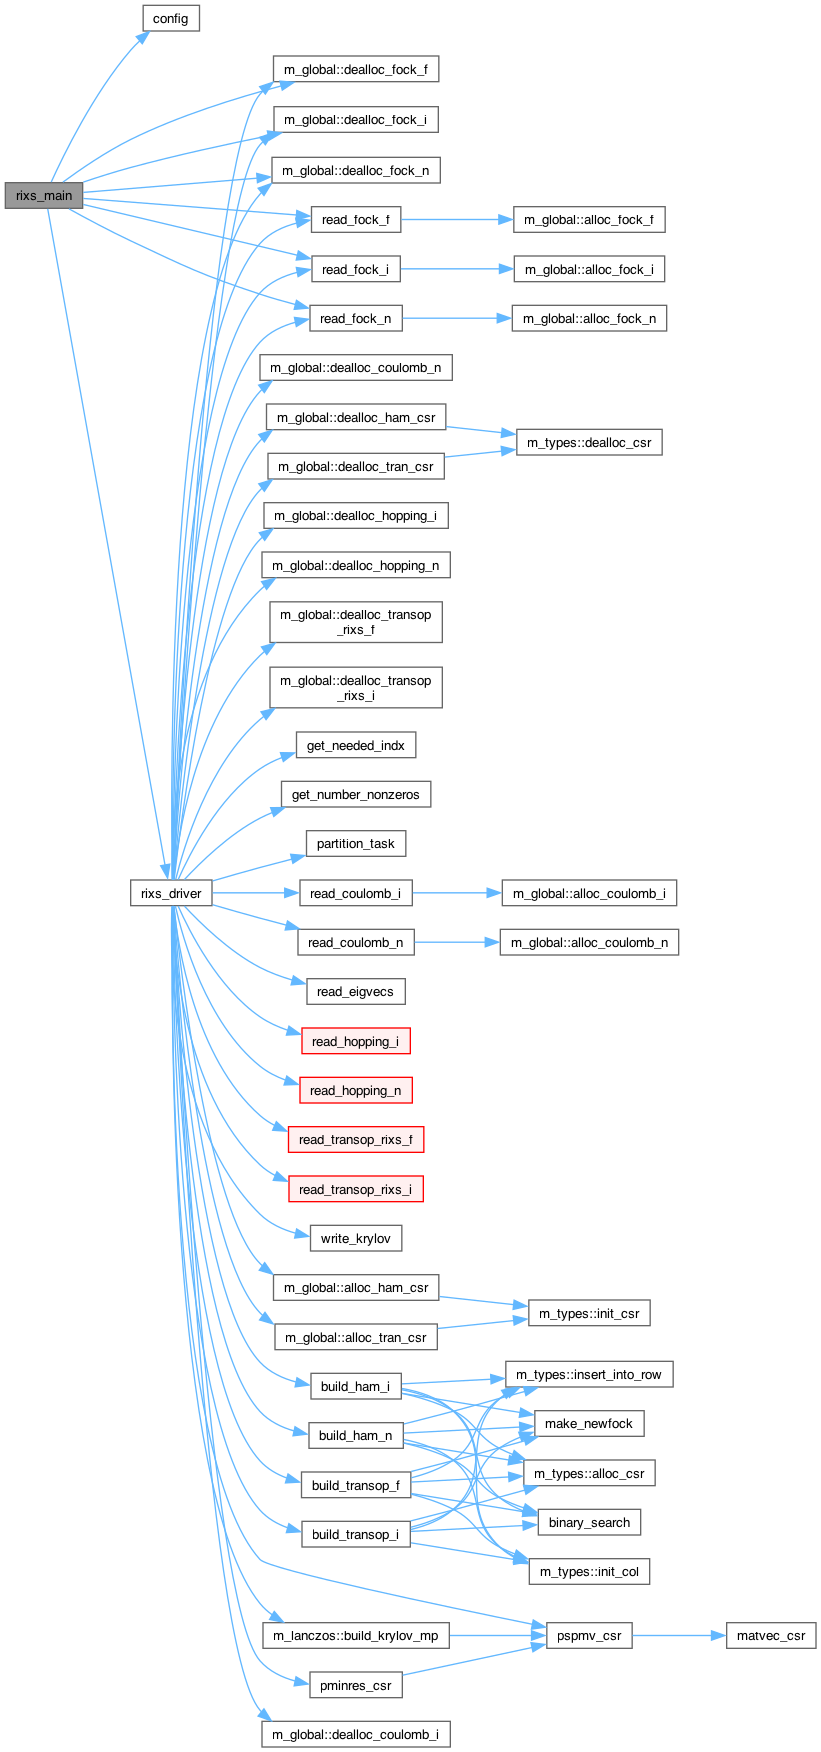 config
m_global::dealloc_fock_f
m_global::dealloc_fock_i
m_global::dealloc_fock_n
rixs_main
read_fock_f
m_global::alloc_fock_f
read_fock_i
m_global::alloc_fock_i
read_fock_n
m_global::alloc_fock_n
m_global::dealloc_coulomb_n
m_global::dealloc_ham_csr
m_types::dealloc_csr
m_global::dealloc_tran_csr
m_global::dealloc_hopping_i
m_global::dealloc_hopping_n
m_global::dealloc_transop
_rixs_f
m_global::dealloc_transop
_rixs_i
get_needed_indx
get_number_nonzeros
partition_task
rixs_driver
read_coulomb_i
m_global::alloc_coulomb_i
read_coulomb_n
m_global::alloc_coulomb_n
read_eigvecs
read_hopping_i
read_hopping_n
read_transop_rixs_f
read_transop_rixs_i
write_krylov
m_global::alloc_ham_csr
m_types::init_csr
m_global::alloc_tran_csr
build_ham_i
m_types::insert_into_row
build_ham_n
make_newfock
build_transop_f
m_types::alloc_csr
build_transop_i
binary_search
m_types::init_col
m_lanczos::build_krylov_mp
pspmv_csr
matvec_csr
pminres_csr
m_global::dealloc_coulomb_i